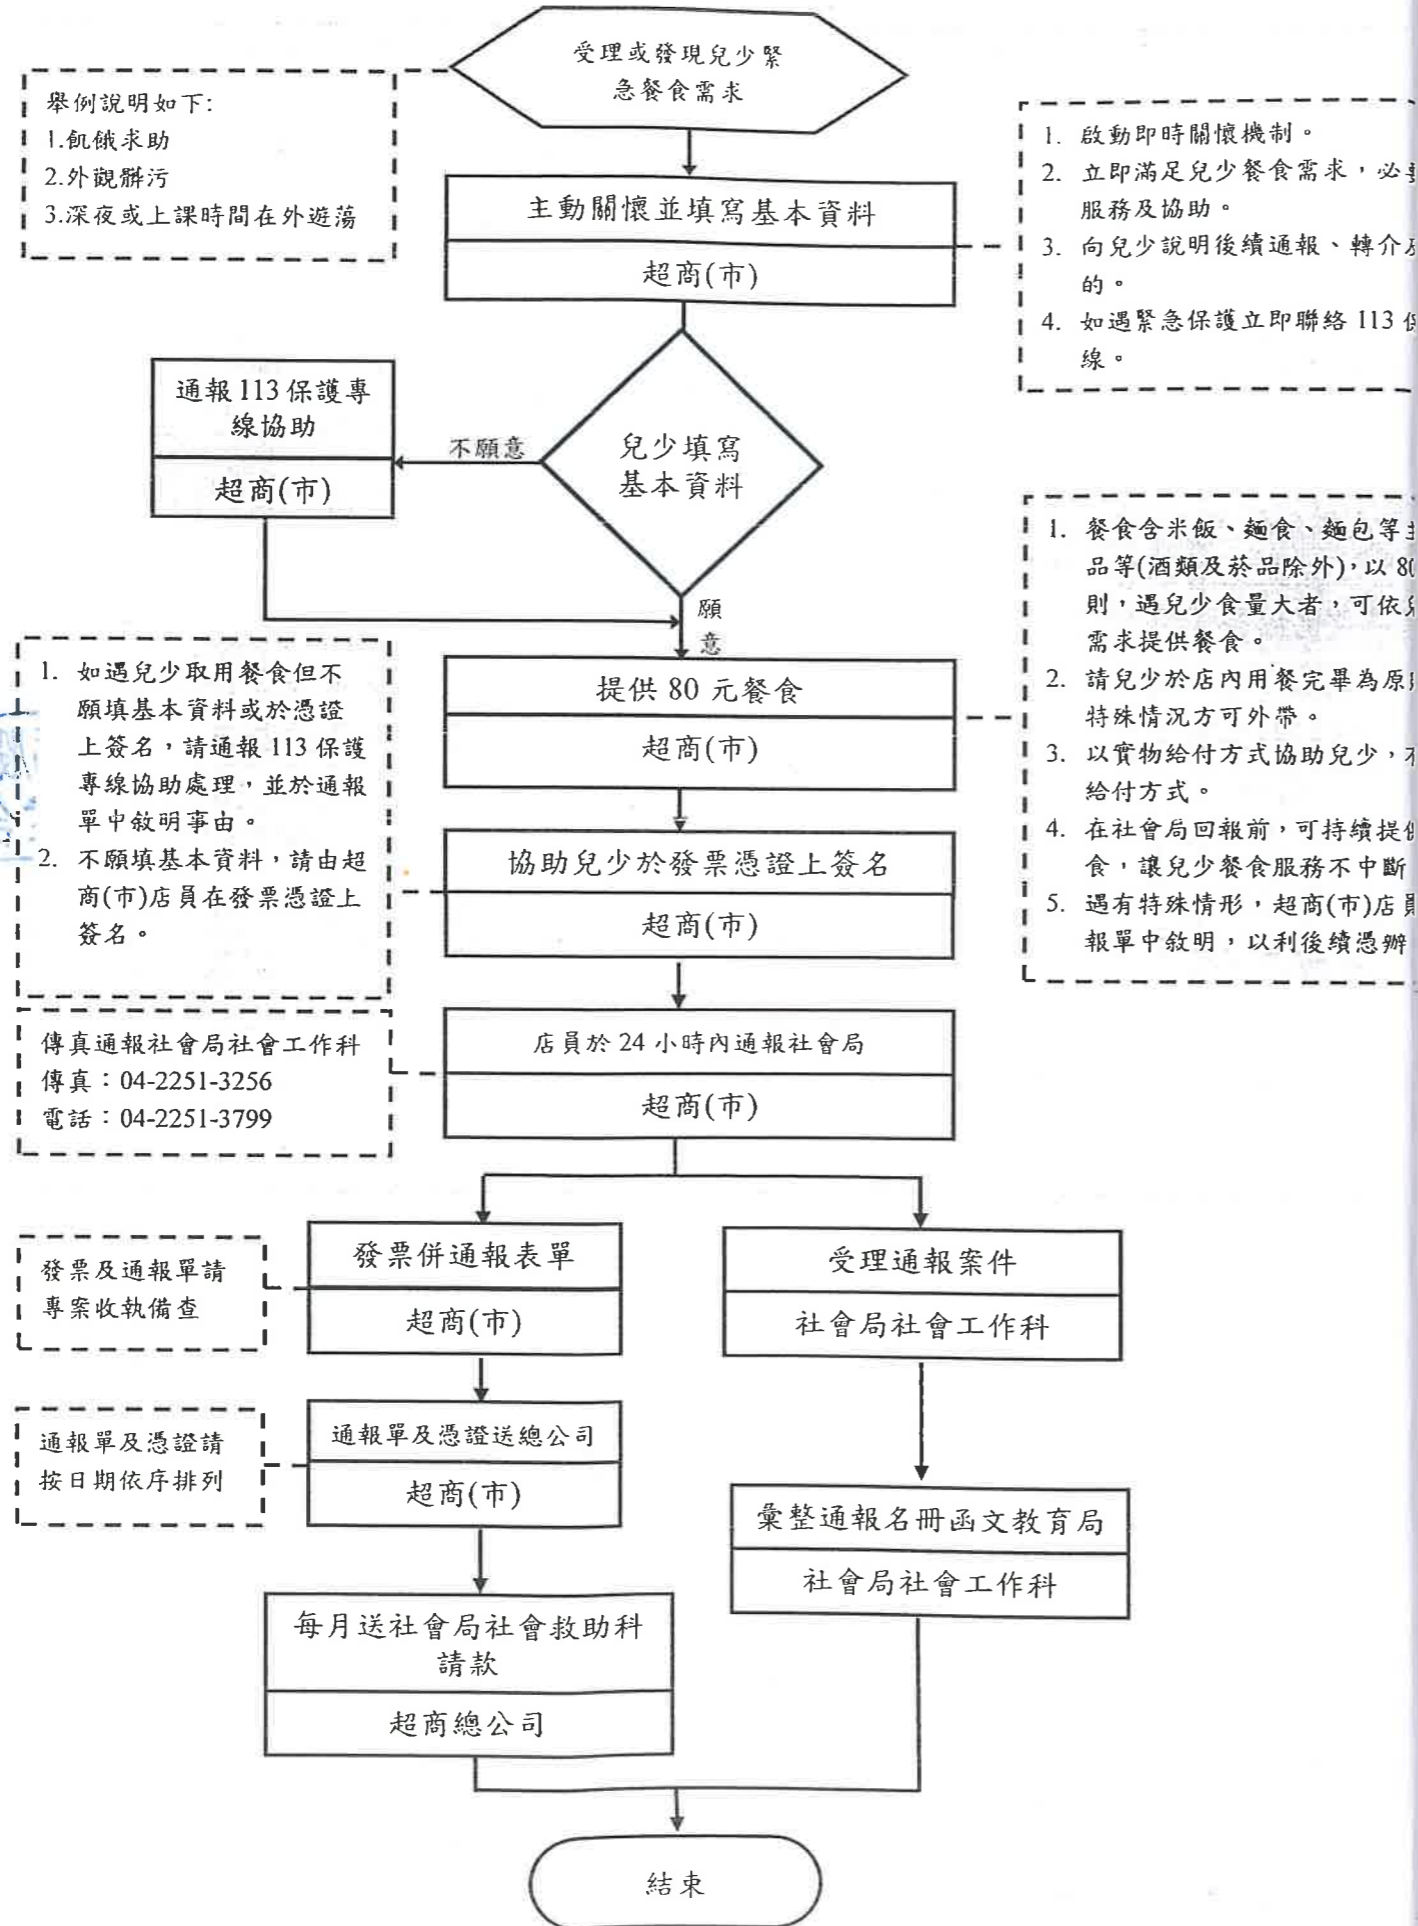 受理或發現兒少緊
急餐食需求
舉例說明如下:
1.飢餓求助
2.外觀髒污
3.深夜或上課時間在外遊蕩
主動關懷並填寫基本資料
超商(市)
1. 啟動即時關懷機制。
2. 立即滿足兒少餐食需求，必
服務及協助。
3. 向兒少說明後續通報、轉介
的。
4. 如遇緊急保護立即聯絡 113
線。
通報 113 保護專
線協助
超商(市)
不願意
兒少填寫
基本資料
願
意
1. 餐食含米飯、麵食、麵包等
品等(酒類及菸品除外)，以 80
則，遇兒少食量大者，可依
需求提供餐食。
2. 請兒少於店內用餐完畢為原
特殊情況方可外帶。
3. 以實物給付方式協助兒少，
給付方式。
4. 在社會局回報前，可持續提
食，讓兒少餐食服務不中斷
5. 遇有特殊情形，超商(市)店員
報單中敘明，以利後續憑辦
提供 80 元餐食
超商(市)
1. 如遇兒少取用餐食但不
願填基本資料或於憑證
上簽名，請通報 113 保護
專線協助處理，並於通報
單中敘明事由。
2. 不願填基本資料，請由超
商(市)店員在發票憑證上
簽名。
協助兒少於發票憑證上簽名
超商(市)
傳真通報社會局社會工作科
傳真：04-2251-3256
電話：04-2251-3799
店員於 24 小時內通報社會局
超商(市)
發票及通報單請
專案收執備查
發票併通報表單
超商(市)
受理通報案件
社會局社會工作科
通報單及憑證請
按日期依序排列
通報單及憑證送總公司
超商(市)
彙整通報名冊函文教育局
社會局社會工作科
每月送社會局社會救助科
請款
超商總公司
結束